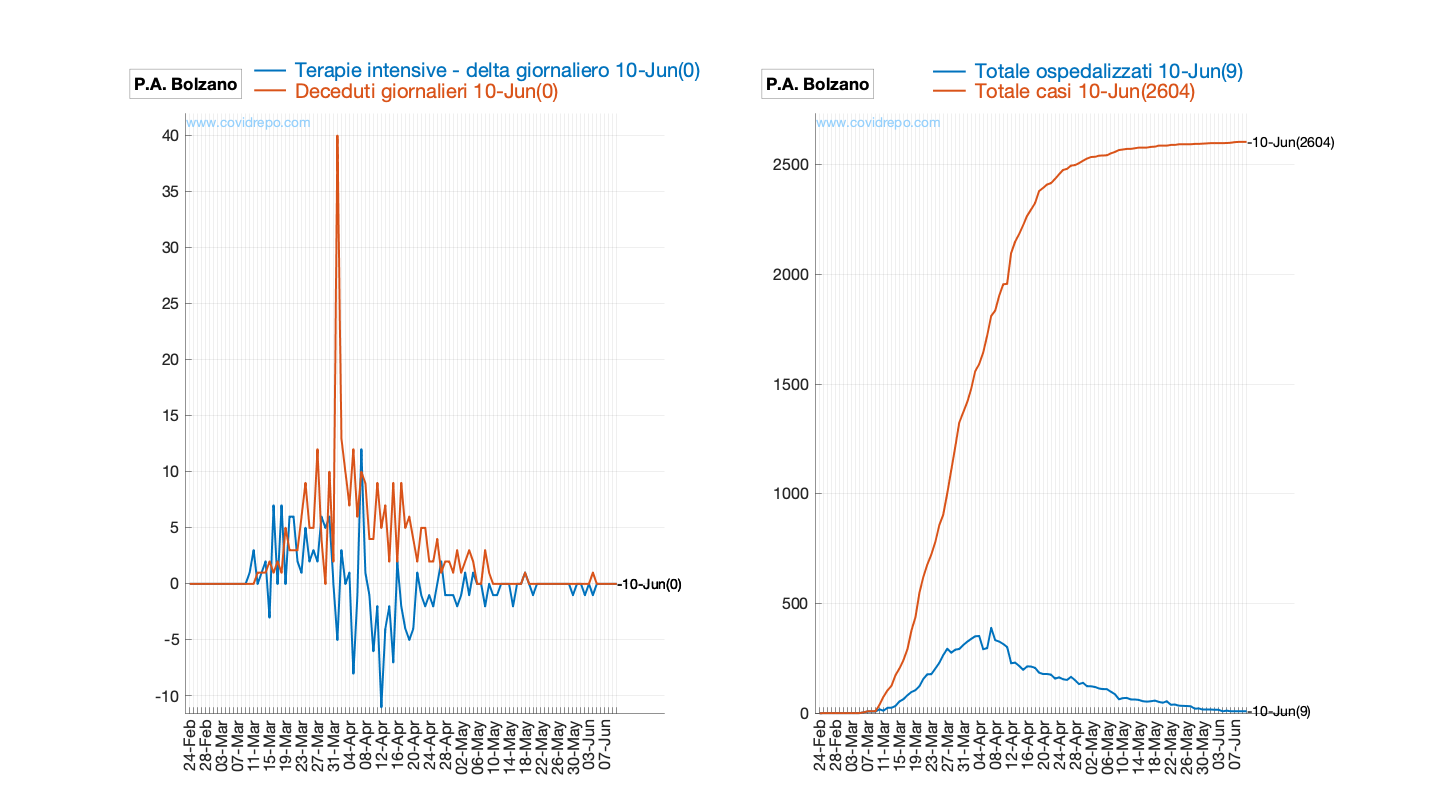 P.A. Bolzano
Terapie intensive - delta giornaliero 10-Jun(0)
Deceduti giornalieri 10-Jun(0)
www.covidrepo.com
40
35
30
25
20
15
10
5
0
-5
-10
-10-Jun(0)
24-Feb
28-Feb
03-Mar
07-Mar
11-Mar
15-Mar
19-Mar
23-Mar
27-Mar
31-Mar
04-Apr
08-Apr
12-Apr
16-Apr
20-Apr
24-Apr
28-Apr
02-May
06-May
10-May
14-May
18-May
22-May
26-May
30-May
03-Jun
07-Jun
P.A. Bolzano
Totale ospedalizzati 10-Jun(9)
Totale casi 10-Jun(2604)
www.covidrepo.com
2500
2000
1500
1000
500
0
-10-Jun(2604)
-10-Jun(9)
24-Feb
28-Feb
03-Mar
07-Mar
11-Mar
15-Mar
19-Mar
23-Mar
27-Mar
31-Mar
04-Apr
08-Apr
12-Apr
16-Apr
20-Apr
24-Apr
28-Apr
02-May
06-May
10-May
14-May
18-May
22-May
26-May
30-May
03-Jun
07-Jun